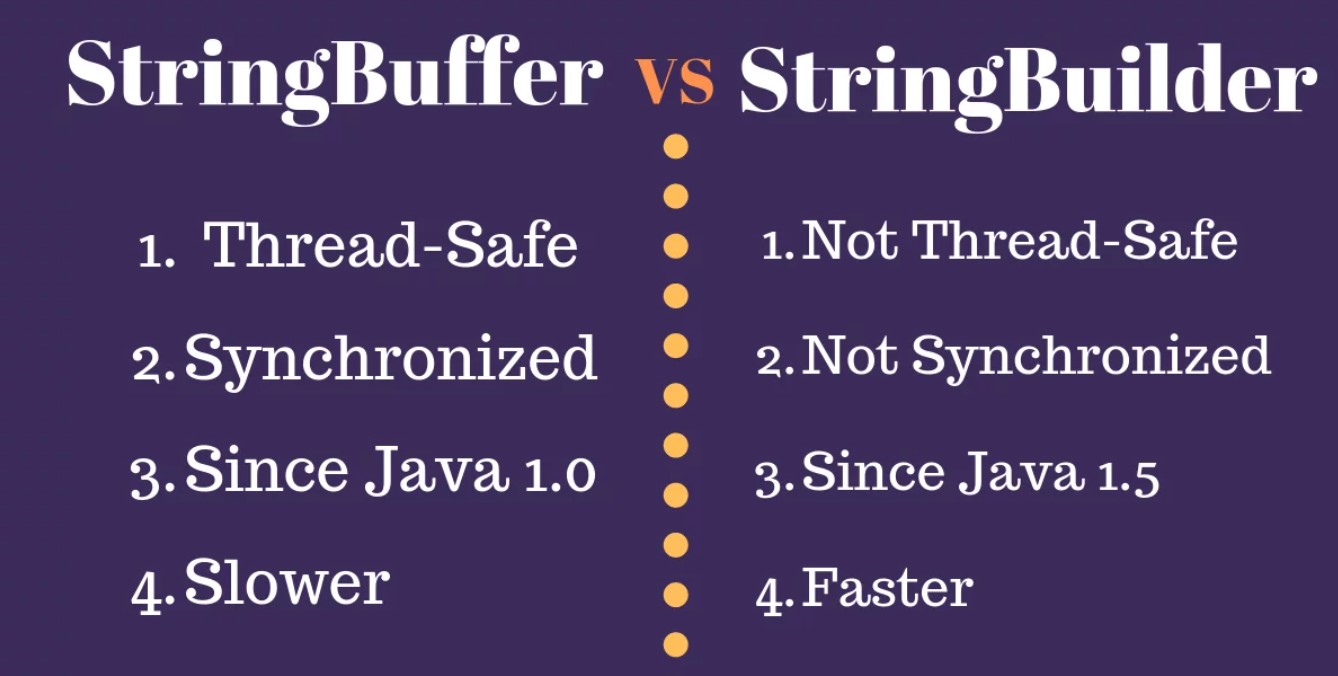 StringBuffer vs StringBuilder
1. Thread-Safe
2. Synchronized
3. Since Java 1.0
4. Slower
1. Not Thread-Safe
2. Not Synchronized
3. Since Java 1.5
4. Faster